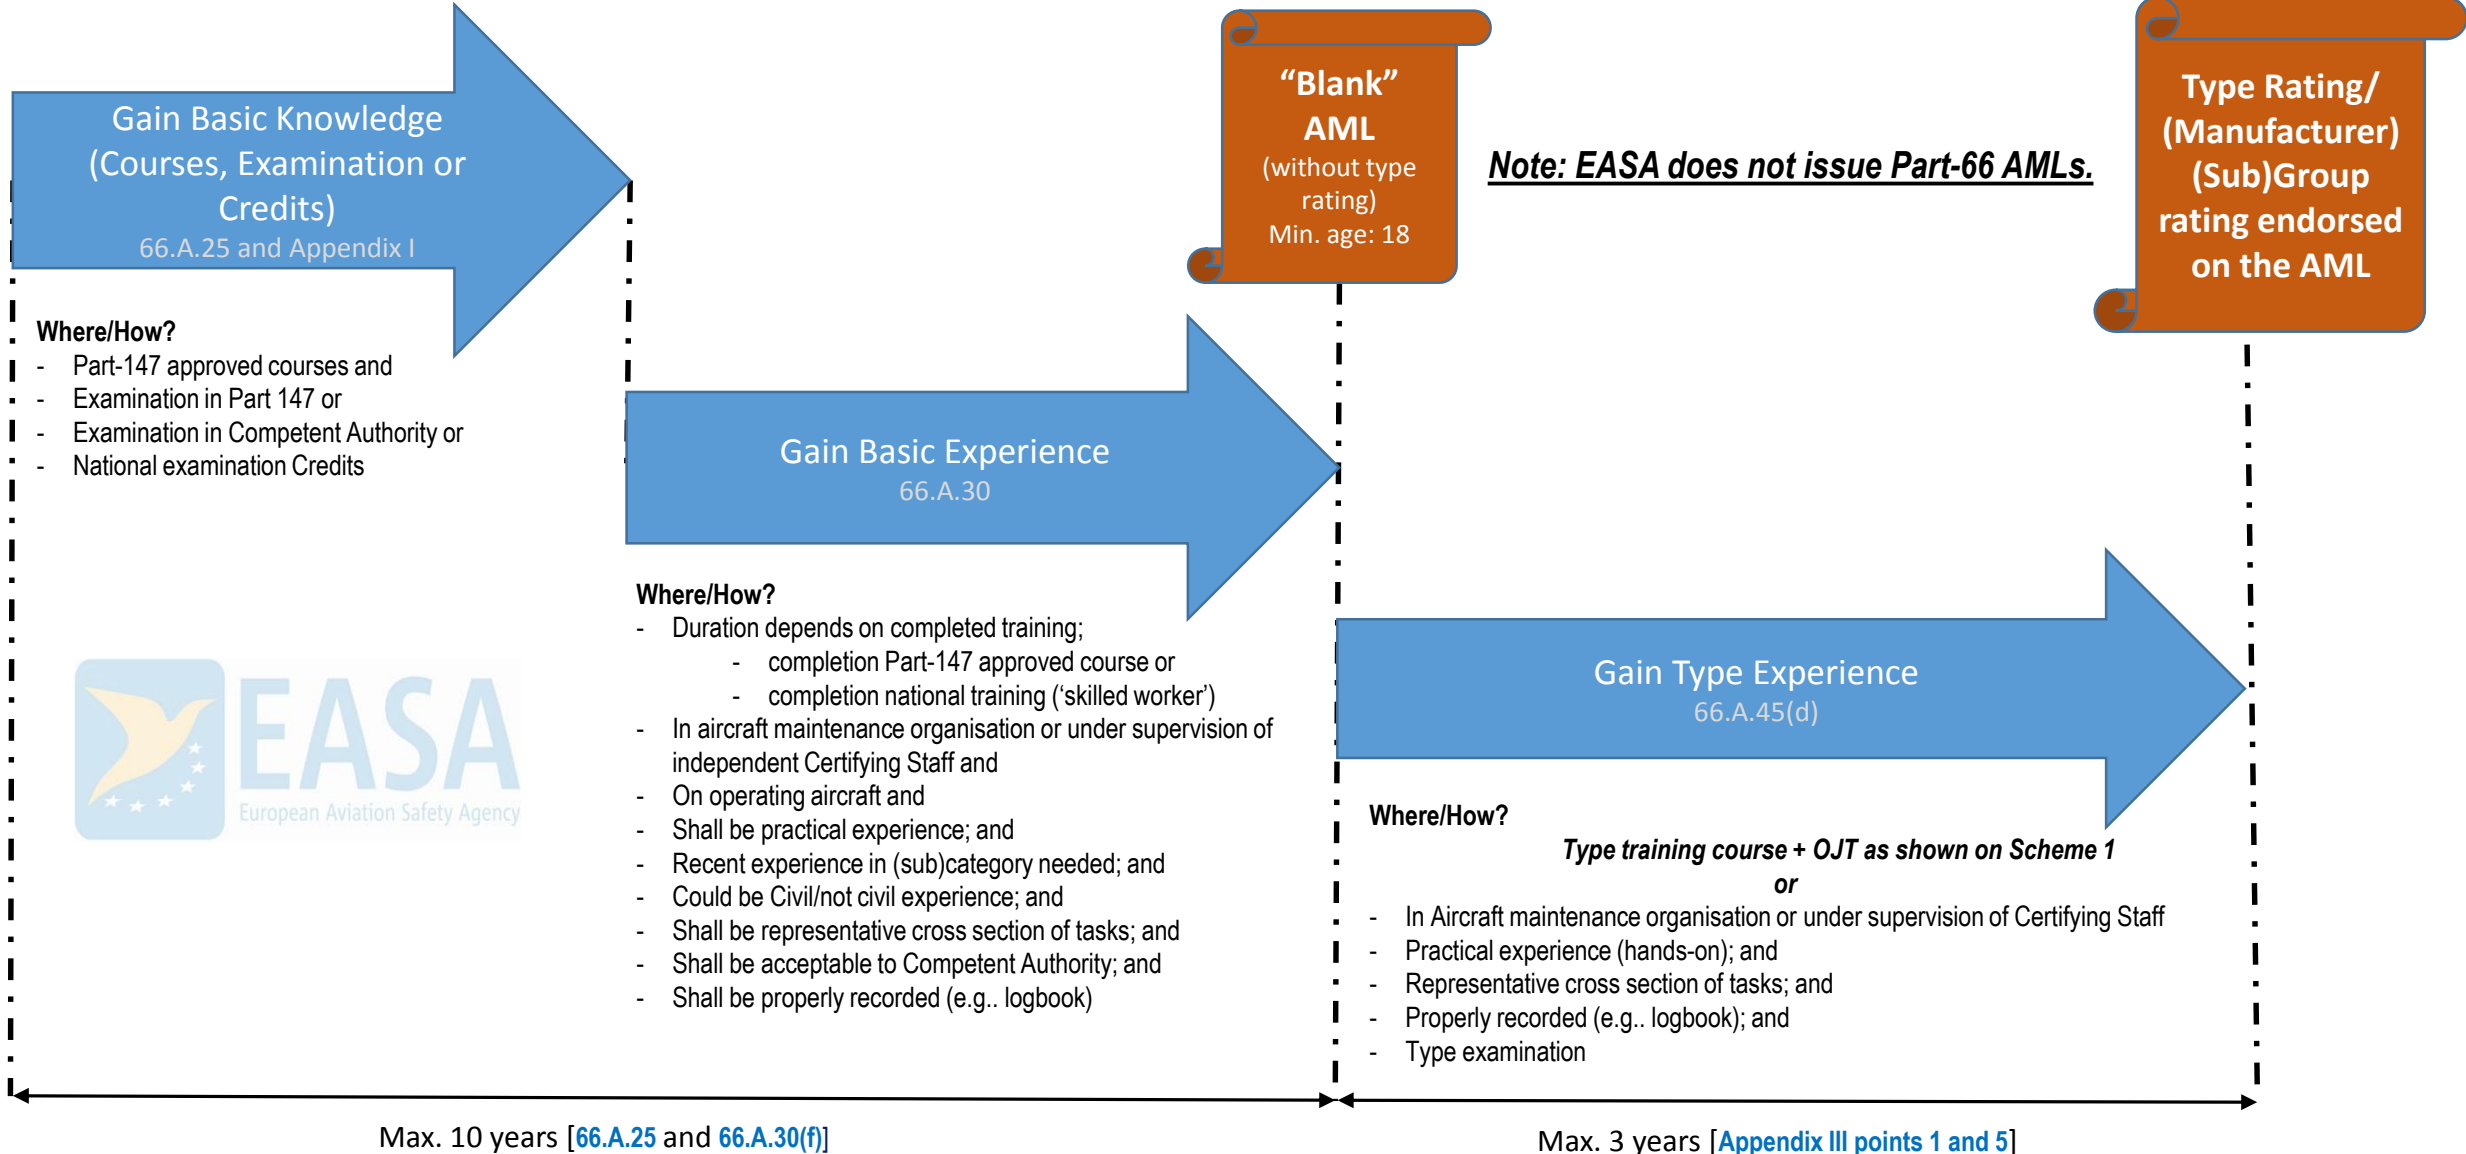 Gain Basic Knowledge
(Courses, Examination or
Credits)
66.A.25 and Appendix I
Where/How?
- Part-147 approved courses and
- Examination in Part 147 or
- Examination in Competent Authority or
- National examination Credits
EASA
European Aviation Safety Agency
Gain Basic Experience
66.A.30
Where/How?
- Duration depends on completed training;
- completion Part-147 approved course or
- completion national training (‘skilled worker’)
- In aircraft maintenance organisation or under supervision of
independent Certifying Staff and
- On operating aircraft and
- Shall be practical experience; and
- Recent experience in (sub)category needed; and
- Could be Civil/not civil experience; and
- Shall be representative cross section of tasks; and
- Shall be acceptable to Competent Authority; and
- Shall be properly recorded (e.g.. logbook)
“Blank”
AML
(without type
rating)
Min. age: 18
Note: EASA does not issue Part-66 AMLs.
Type Rating/
(Manufacturer)
(Sub)Group
rating endorsed
on the AML
Gain Type Experience
66.A.45(d)
Where/How?
Type training course + OJT as shown on Scheme 1
or
- In Aircraft maintenance organisation or under supervision of Certifying Staff
- Practical experience (hands-on); and
- Representative cross section of tasks; and
- Properly recorded (e.g.. logbook); and
- Type examination
Max. 10 years [66.A.25 and 66.A.30(f)]
Max. 3 years [Appendix III points 1 and 5]